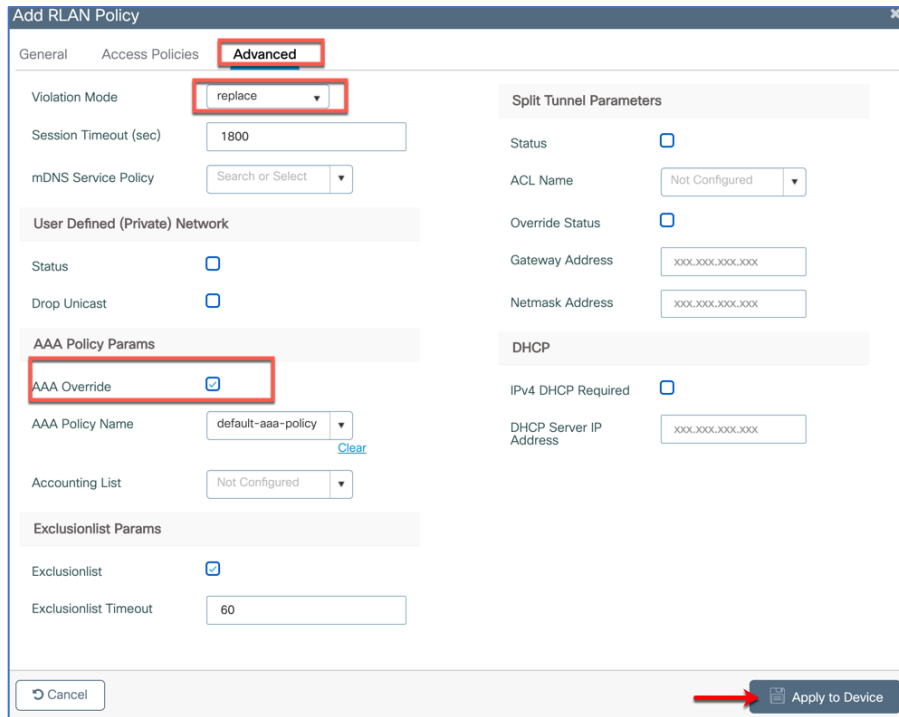 Add RLAN Policy
General Access Policies Advanced
Violation Mode replace
Session Timeout (sec) 1800
mDNS Service Policy Search or Select
User Defined (Private) Network
Status
Drop Unicast
AAA Policy Params
AAA Override
AAA Policy Name default-aaa-policy
Clear
Accounting List Not Configured
Exclusionlist Params
Exclusionlist
Exclusionlist Timeout 60
Split Tunnel Parameters
Status
ACL Name Not Configured
Override Status
Gateway Address xxx.xxx.xxx.xxx
Netmask Address xxx.xxx.xxx.xxx
DHCP
IPv4 DHCP Required
DHCP Server IP
Address xxx.xxx.xxx.xxx
Cancel
Apply to Device